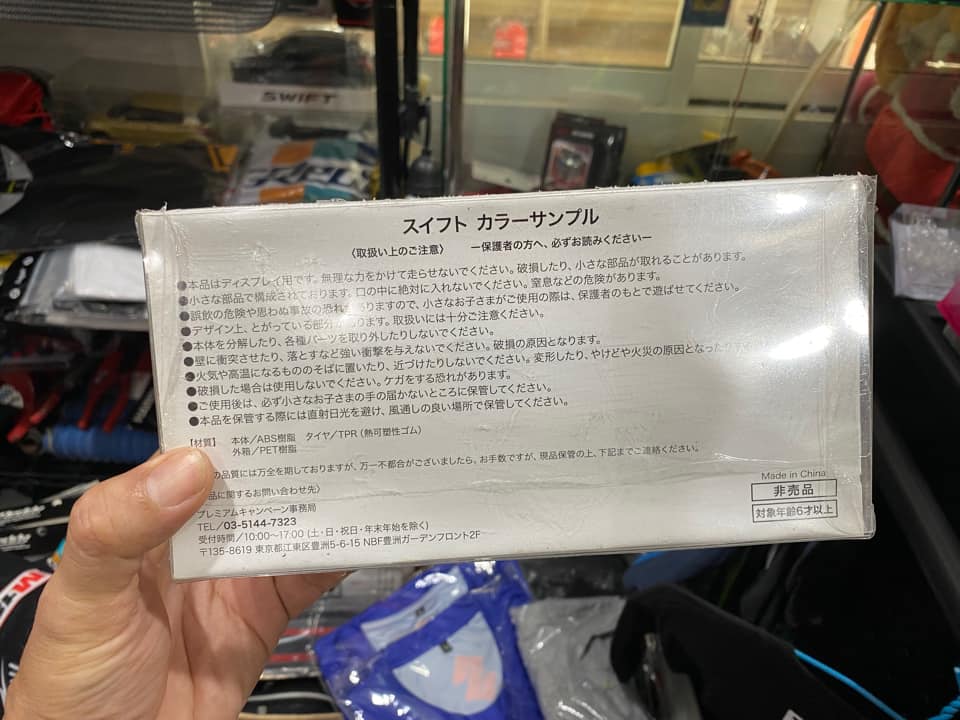 SWIFT
スイフト カラーサンプル
〈取扱い上のご注意〉 ー保護者の方へ、必ずお読みくださいー
●本品はディスプレイ用です。無理な力をかけて走らせないでください。破損したり、小さな部品が取れることがあります。
●小さな部品で構成されております。口の中に絶対に入れないでください。窒息などの危険があります。
●誤飲の危険や思わぬ事故の恐れがありますので、小さなお子さまがご使用の際は、保護者のもとで遊ばせてください。
●デザイン上、とがっている部分があります。取扱いには十分ご注意ください。
●本体を分解したり、各種パーツを取り外したりしないでください。
●壁に衝突させたり、落とすなど強い衝撃を与えないでください。破損の原因となります。
●火気や高温になるもののそばに置いたり、近づけたりしないでください。変形したり、やけどや火災の原因となったり
●破損した場合は使用しないでください。ケガをする恐れがあります。
●ご使用後は、必ず小さなお子さまの手の届かないところに保管してください。
●本品を保管する際には直射日光を避け、風通しの良い場所で保管してください。
【材質】 本体/ABS樹脂 タイヤ/TPR(熱可塑性ゴム)
外箱/PET樹脂
の品質には万全を期しておりますが、万一不都合がございましたら、お手数ですが、現品保管の上、下記までご連絡ください。
品に関するお問い合わせ先〉
プレミアムキャンペーン事務局
TEL/03-5144-7323
受付時間/10:00〜17:00 (土・日・祝日・年末年始を除く)
〒135-8619 東京都江東区豊洲5-6-15 NBF豊洲ガーデンフロント2F
Made in China
非売品
対象年齢6才以上